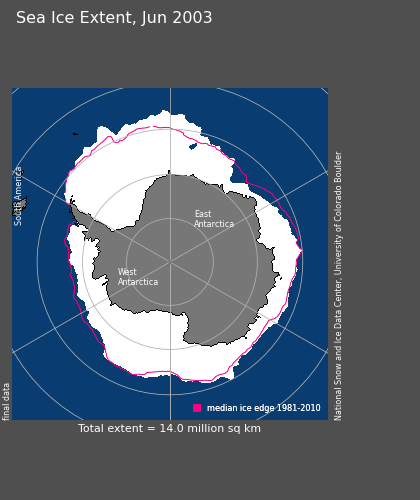 Sea Ice Extent, Jun 2003
South America
East
Antarctica
West
Antarctica
National Snow and Ice Data Center, University of Colorado Boulder
final data
median ice edge 1981-2010
Total extent = 14.0 million sq km